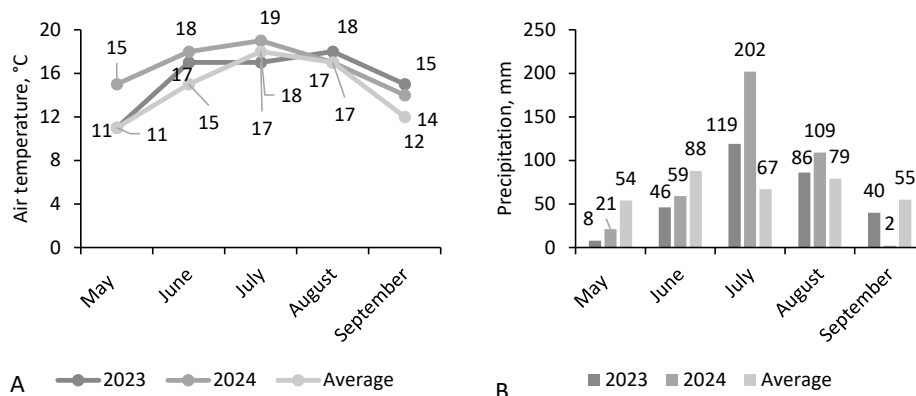 20
16
12
8
4
0
Air temperature, °C
15
18
19
18
15
17
17
11
11
15
18
17
17
14
12
May
June
July
August
September
A
2023
2024
Average
250
200
150
100
50
0
Precipitation, mm
8
21
54
46
59
88
119
202
67
86
109
79
40
2
55
May
June
July
August
September
B
2023
2024
Average